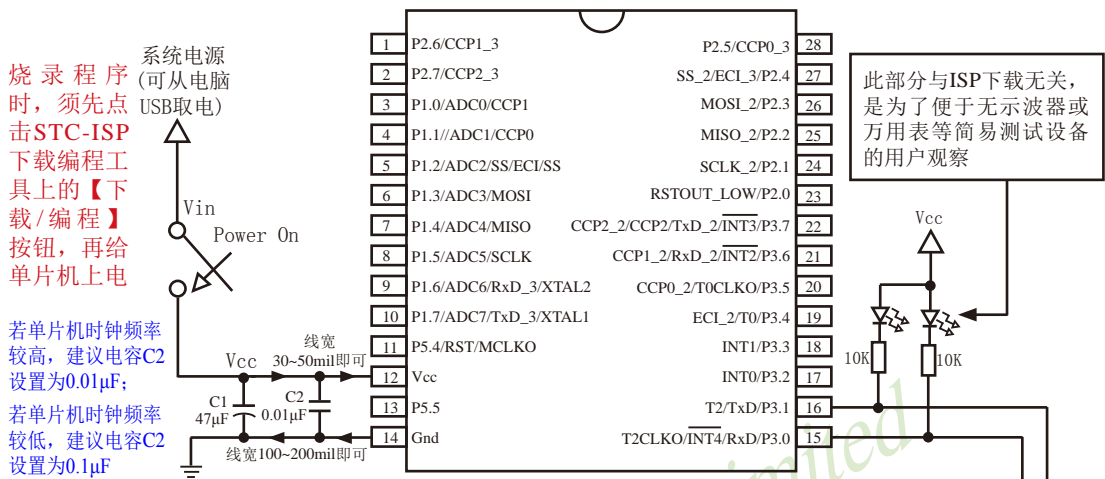 烧录程序
时，须先点
击STC-ISP
下载编程工
具上的【下
载/编程】
按钮，再给
单片机上电
若单片机时钟频率
较高，建议电容C2
设置为0.01μF；
若单片机时钟频率
较低，建议电容C2
设置为0.1μF
系统电源
(可从电脑
USB取电)
Vin
Power On
Vcc
线宽
30~50mil即可
C1
47μF
C2
0.01μF
线宽100~200mil即可
1 P2.6/CCP1_3
2 P2.7/CCP2_3
3 P1.0/ADC0/CCP1
4 P1.1//ADC1/CCP0
5 P1.2/ADC2/SS/ECI/SS
6 P1.3/ADC3/MOSI
7 P1.4/ADC4/MISO
8 P1.5/ADC5/SCLK
9 P1.6/ADC6/RxD_3/XTAL2
10 P1.7/ADC7/TxD_3/XTAL1
11 P5.4/RST/MCLKO
12 Vcc
13 P5.5
14 Gnd
P2.5/CCP0_3 28
SS_2/ECI_3/P2.4 27
MOSI_2/P2.3 26
MISO_2/P2.2 25
SCLK_2/P2.1 24
RSTOUT_LOW/P2.0 23
CCP2_2/CCP2/TxD_2/INT3/P3.7 22
CCP1_2/RxD_2/INT2/P3.6 21
CCP0_2/T0CLKO/P3.5 20
ECI_2/T0/P3.4 19
INT1/P3.3 18
INT0/P3.2 17
T2/TxD/P3.1 16
T2CLKO/INT4/RxD/P3.0 15
此部分与ISP下载无关，
是为了便于无示波器或
万用表等简易测试设备
的用户观察
Vcc
10K
10K
imited